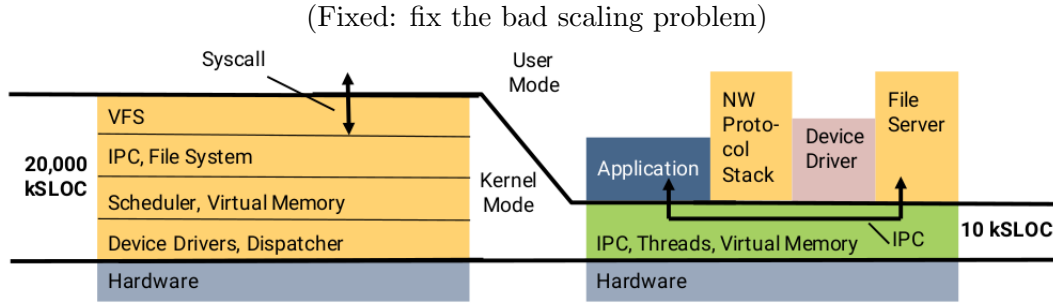 (Fixed: fix the bad scaling problem)
Syscall
User
Mode
VFS
IPC, File System
Scheduler, Virtual Memory
Device Drivers, Dispatcher
Hardware
20,000
kSLOC
Kernel
Mode
Application
NW
Proto-
col
Stack
Device
Driver
File
Server
IPC, Threads, Virtual Memory
IPC
10 kSLOC
Hardware